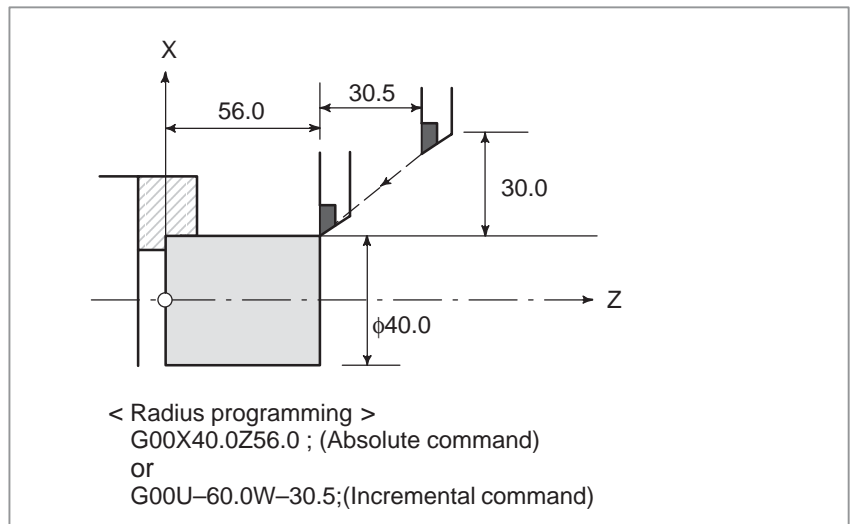 X
56.0
30.5
30.0
Z
ϕ40.0
< Radius programming >
G00X40.0Z56.0 ; (Absolute command)
or
G00U–60.0W–30.5;(Incremental command)